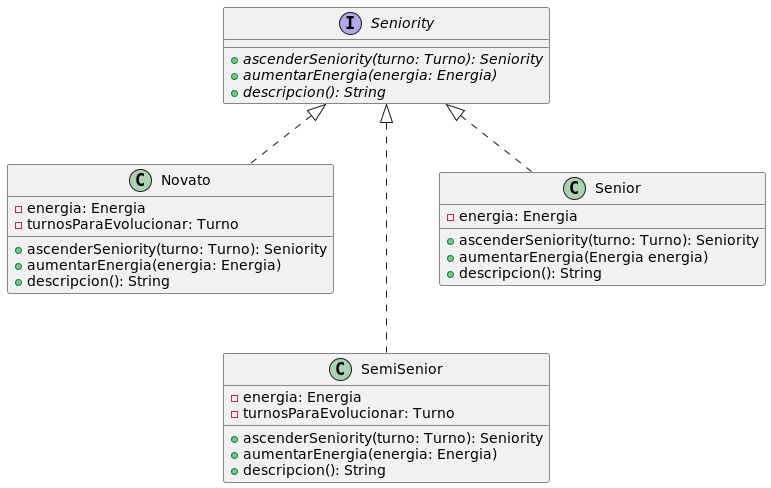 I Seniority
ascenderSeniority(turno: Turno): Seniority
aumentarEnergia(energia: Energia)
descripcion(): String
C Novato
energia: Energia
turnosParaEvolucionar: Turno
ascenderSeniority(turno: Turno): Seniority
aumentarEnergia(energia: Energia)
descripcion(): String
C Senior
energia: Energia
ascenderSeniority(turno: Turno): Seniority
aumentarEnergia(Energia energia)
descripcion(): String
C SemiSenior
energia: Energia
turnosParaEvolucionar: Turno
ascenderSeniority(turno: Turno): Seniority
aumentarEnergia(energia: Energia)
descripcion(): String